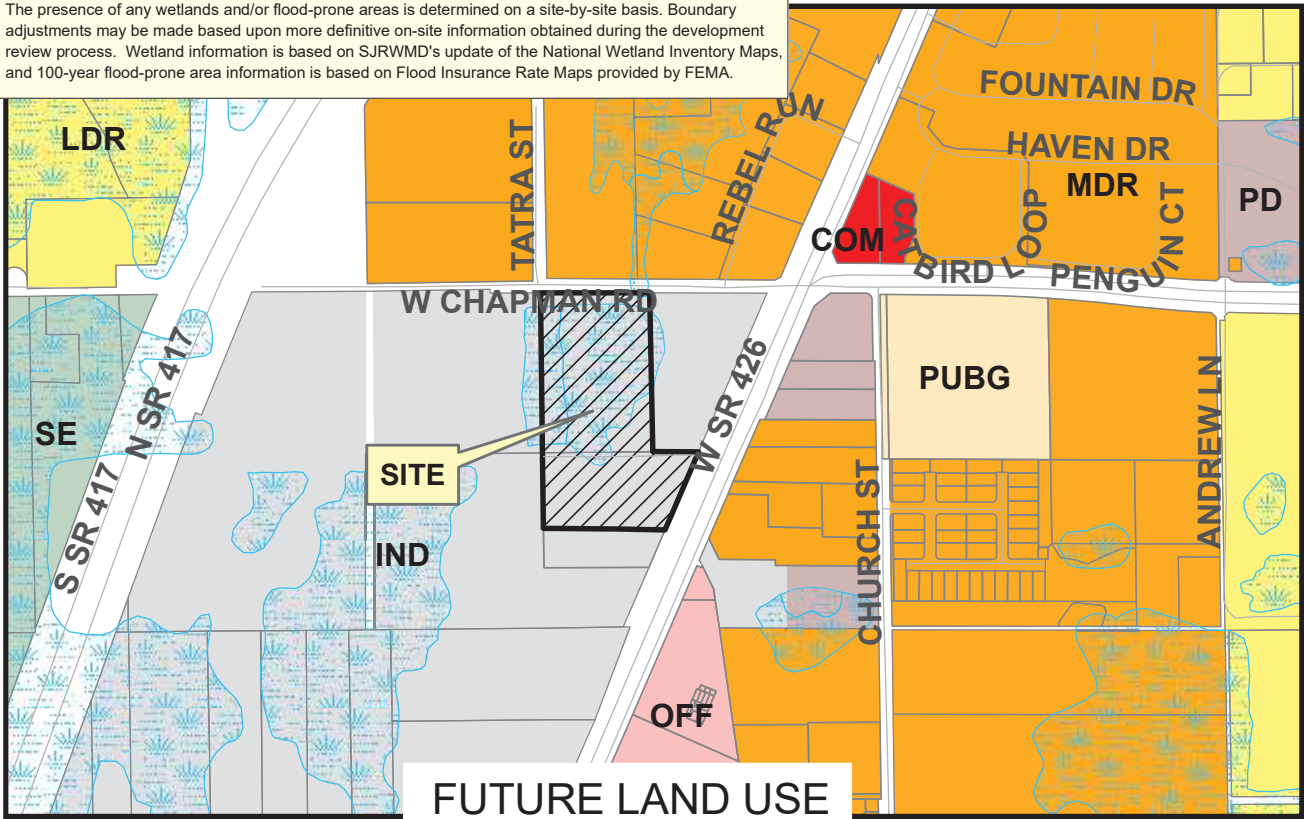 The presence of any wetlands and/or flood-prone areas is determined on a site-by-site basis. Boundary
adjustments may be made based upon more definitive on-site information obtained during the development
review process. Wetland information is based on SJRWMD's update of the National Wetland Inventory Maps,
and 100-year flood-prone area information is based on Flood Insurance Rate Maps provided by FEMA.
LDR
TATRA ST
REBEL RUN
FOUNTAIN DR
HAVEN DR
MDR
PD
COM
CATBIRD LOOP
PENGUIN CT
W CHAPMAN RD
SE
N SR 417
S SR 417
SITE
IND
W SR 426
PUBG
CHURCH ST
ANDREW LN
OFF
FUTURE LAND USE